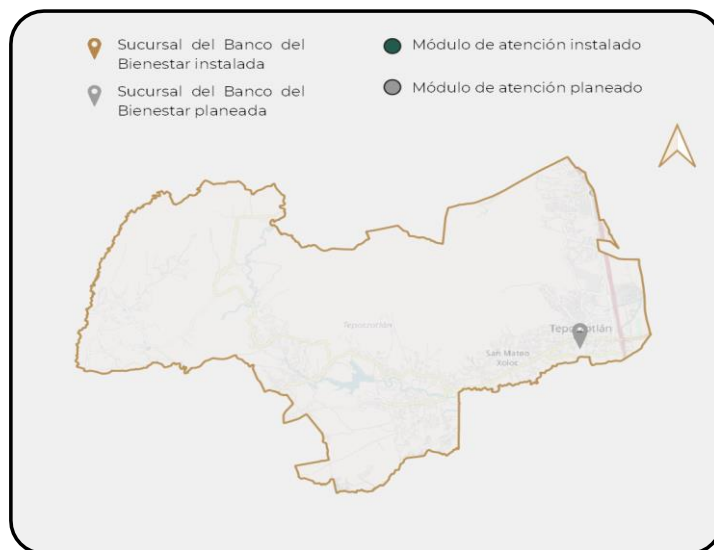 Sucursal del Banco del
Bienestar instalada
Sucursal del Banco del
Bienestar planeada
Módulo de atención instalado
Módulo de atención planeado
Tepotzotlán
Tepotzotlán
San Mateo
Xoloc